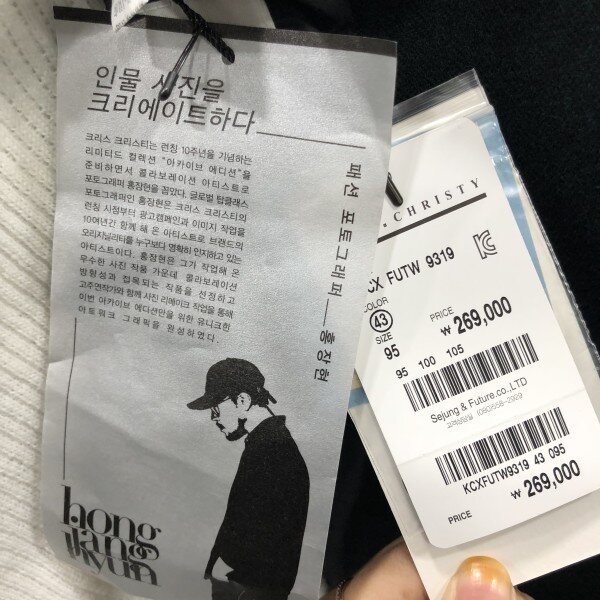 인물 사진을
크리에이트하다
패션 포토그래퍼 — 홍장현
크리스 크리스티는 런칭 10주년을 기념하는
리미티드 컬렉션 "아카이브 에디션"을
준비하면서 콜라보레이션 아티스트로
포토그래퍼 홍장현을 꼽았다. 글로벌 탑클래스
포토그래퍼인 홍장현은 크리스 크리스티의
런칭 시점부터 광고캠페인과 이미지 작업을
10여년간 함께 해 온 아티스트로 브랜드의
오리지널리티를 누구보다 명확히 인지하고 있는
아티스트이다. 홍장현은 그가 작업해 온
우수한 사진 작품 가운데 콜라보레이션
방향성과 접목되는 작품을 선정하고
고주연작가와 함께 사진 리메이크 작업을 통해
이번 아카이브 에디션만을 위한 유니크한
아트워크 그래픽을 완성하였다.
hong
jang
hyun
.CHRISTY
KCX FUTW 9319
COLOR
43
SIZE
95
PRICE
₩ 269,000
95 100 105
Sejung & Future.co.,LTD
KCXFUTW9319 43 095
PRICE ₩ 269,000